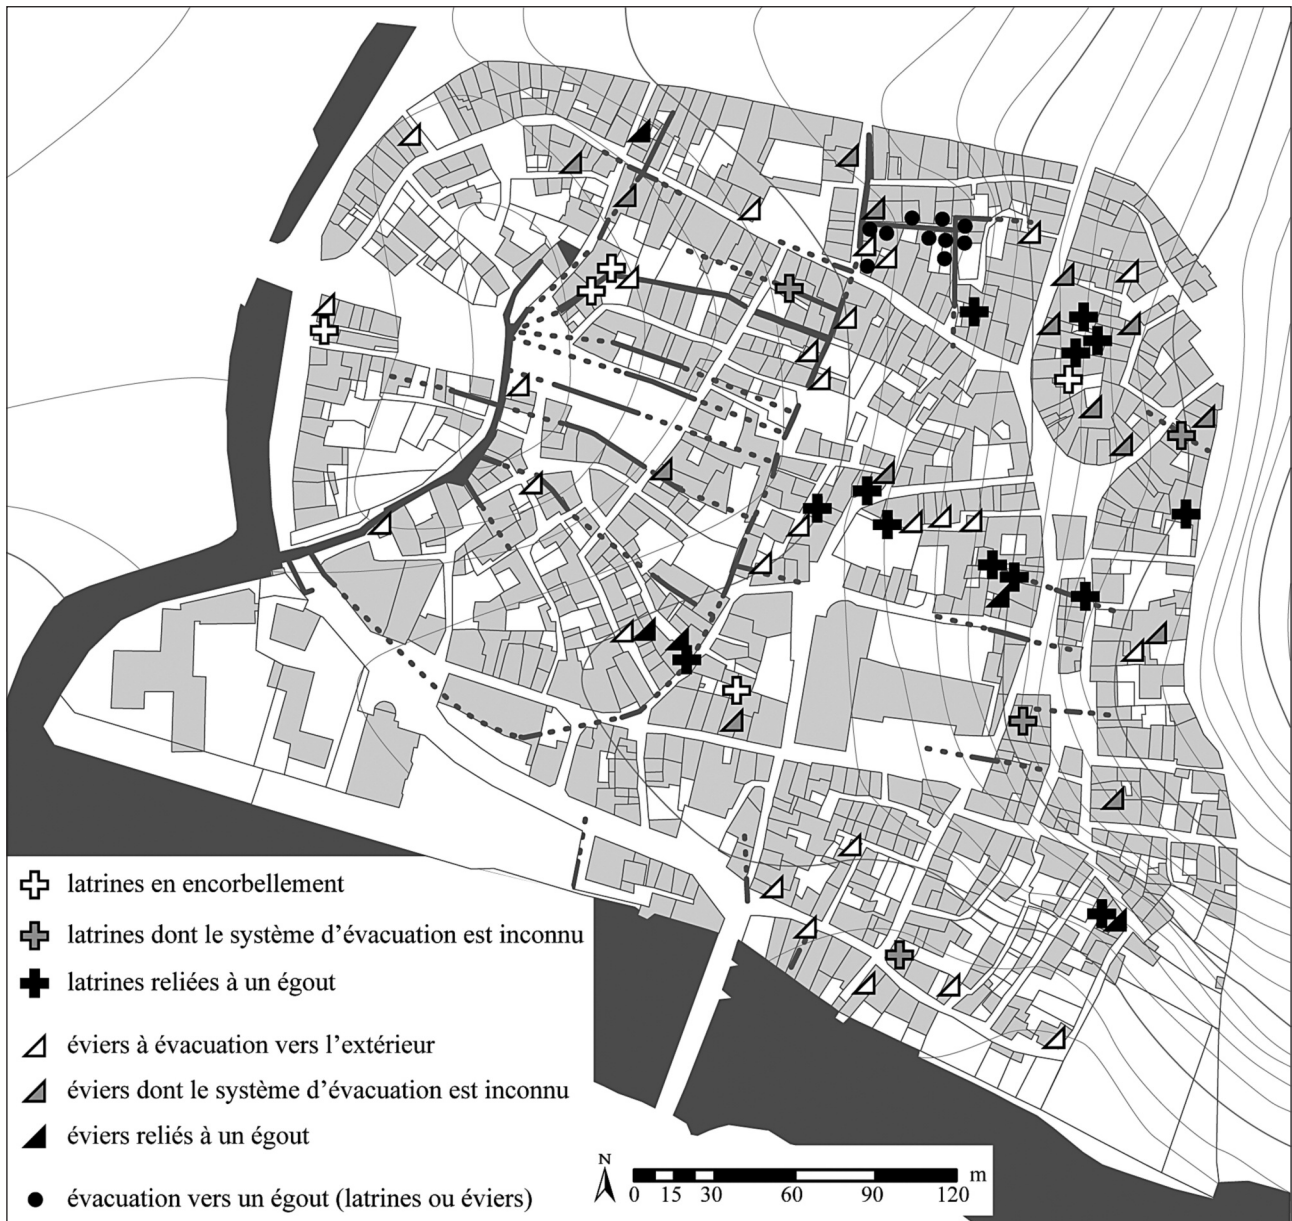 latrines en encorbellement
latrines dont le système d’évacuation est inconnu
latrines reliées à un égout
éviers à évacuation vers l’extérieur
éviers dont le système d’évacuation est inconnu
éviers reliés à un égout
évacuation vers un égout (latrines ou éviers)
N
m
0 15 30 60 90 120